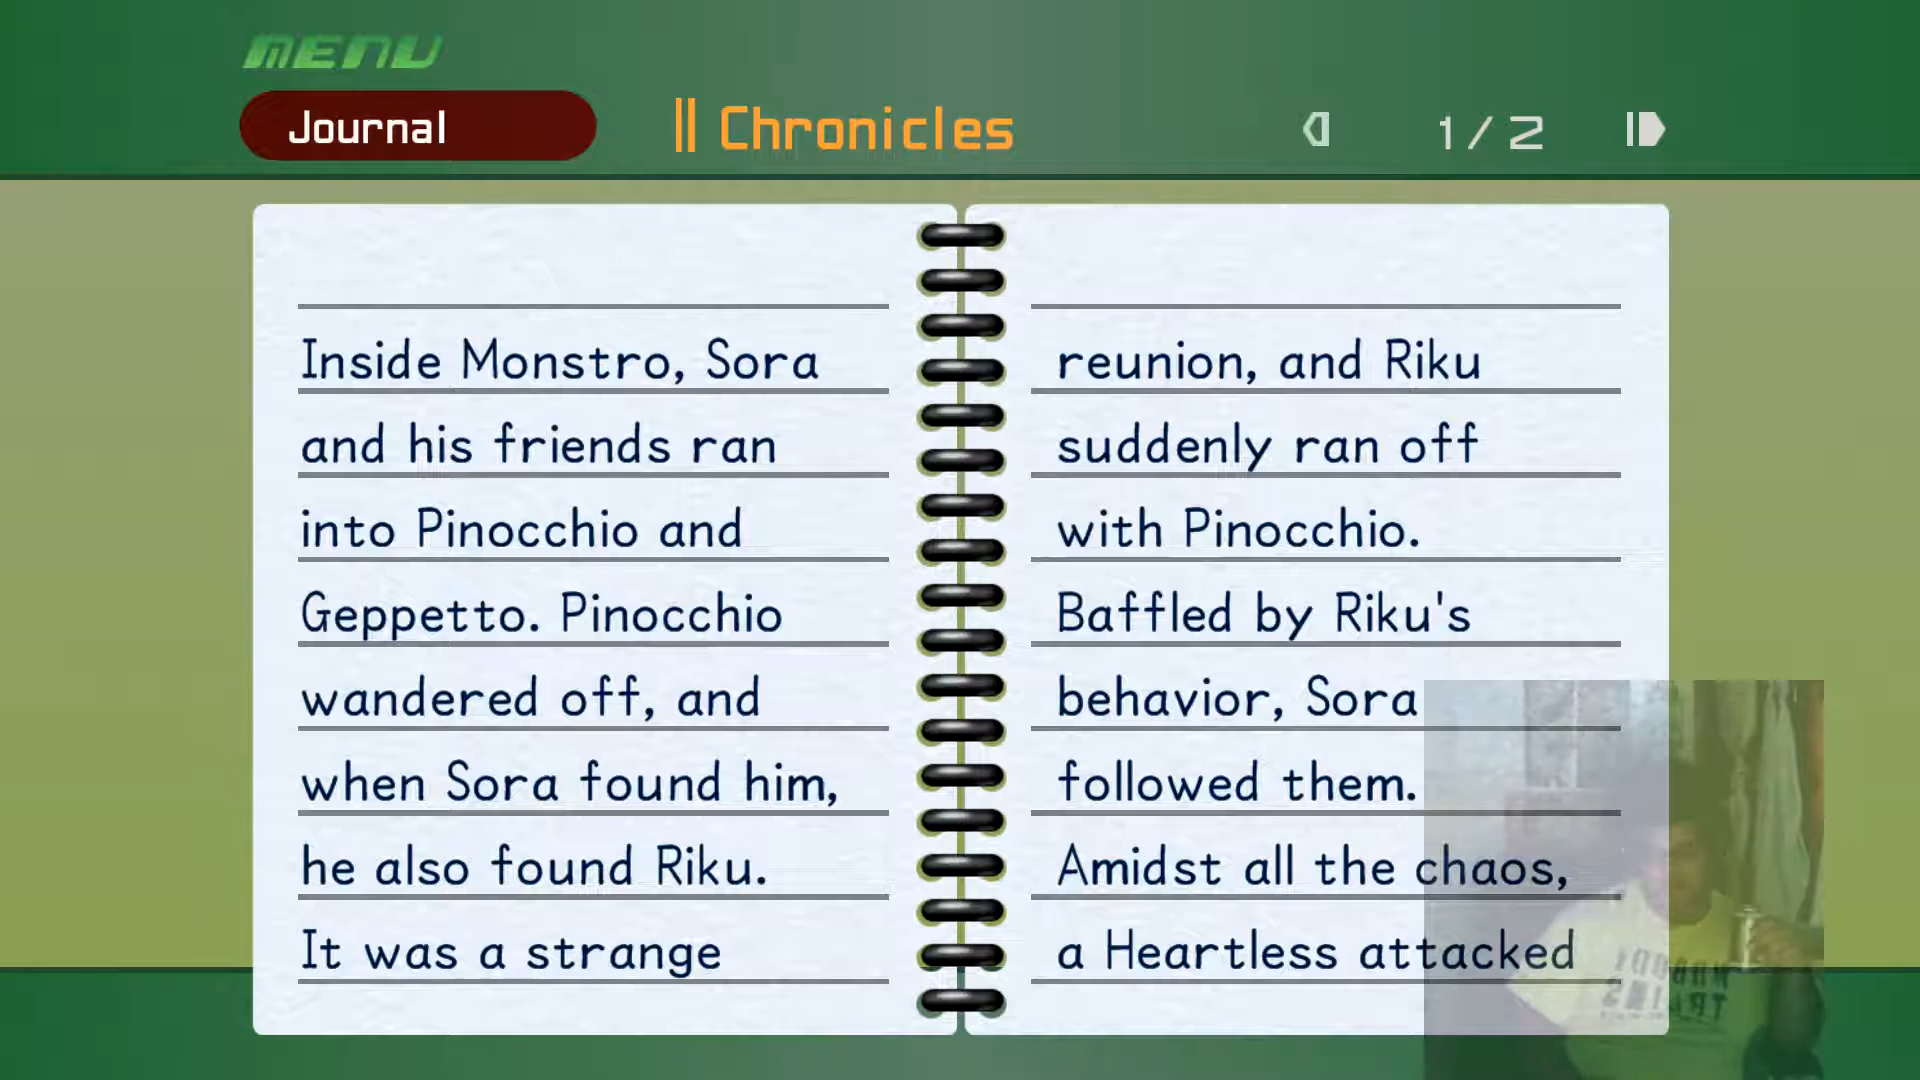 MENU
Journal
Chronicles
1 / 2
Inside Monstro, Sora
and his friends ran
into Pinocchio and
Geppetto. Pinocchio
wandered off, and
when Sora found him,
he also found Riku.
It was a strange
reunion, and Riku
suddenly ran off
with Pinocchio.
Baffled by Riku's
behavior, Sora
followed them.
Amidst all the chaos,
a Heartless attacked